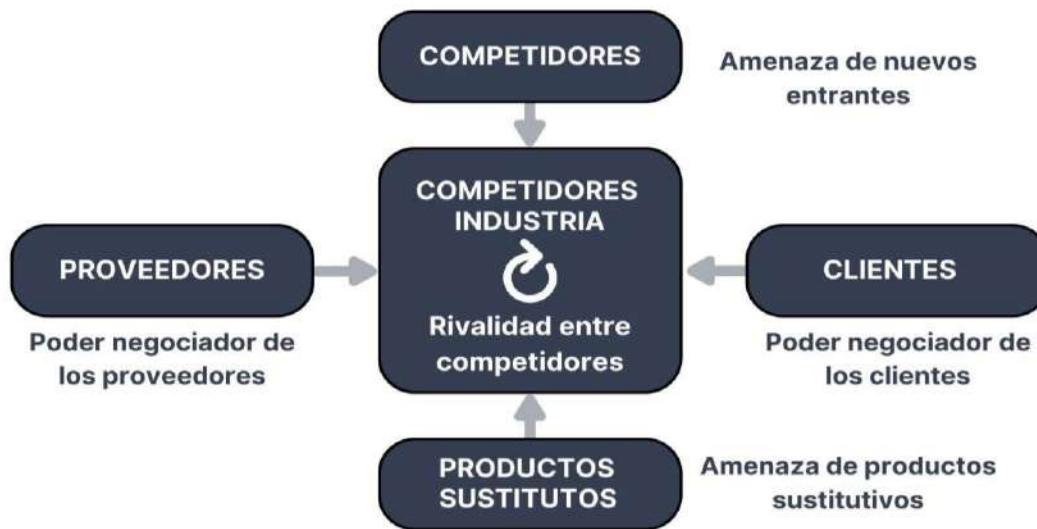 COMPETIDORES
Amenaza de nuevos
entrantes
COMPETIDORES
INDUSTRIA
Rivalidad entre
competidores
PROVEEDORES
Poder negociador de
los proveedores
CLIENTES
Poder negociador de
los clientes
PRODUCTOS
SUSTITUTOS
Amenaza de productos
sustitutivos